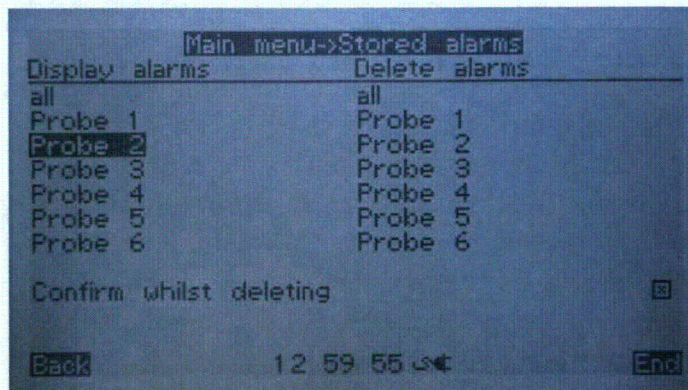 Main menu->Stored alarms
Display alarms Delete alarms
all all
Probe 1 Probe 1
Probe 2 Probe 2
Probe 3 Probe 3
Probe 4 Probe 4
Probe 5 Probe 5
Probe 6 Probe 6
Confirm whilst deleting
Back 12 59 55 End